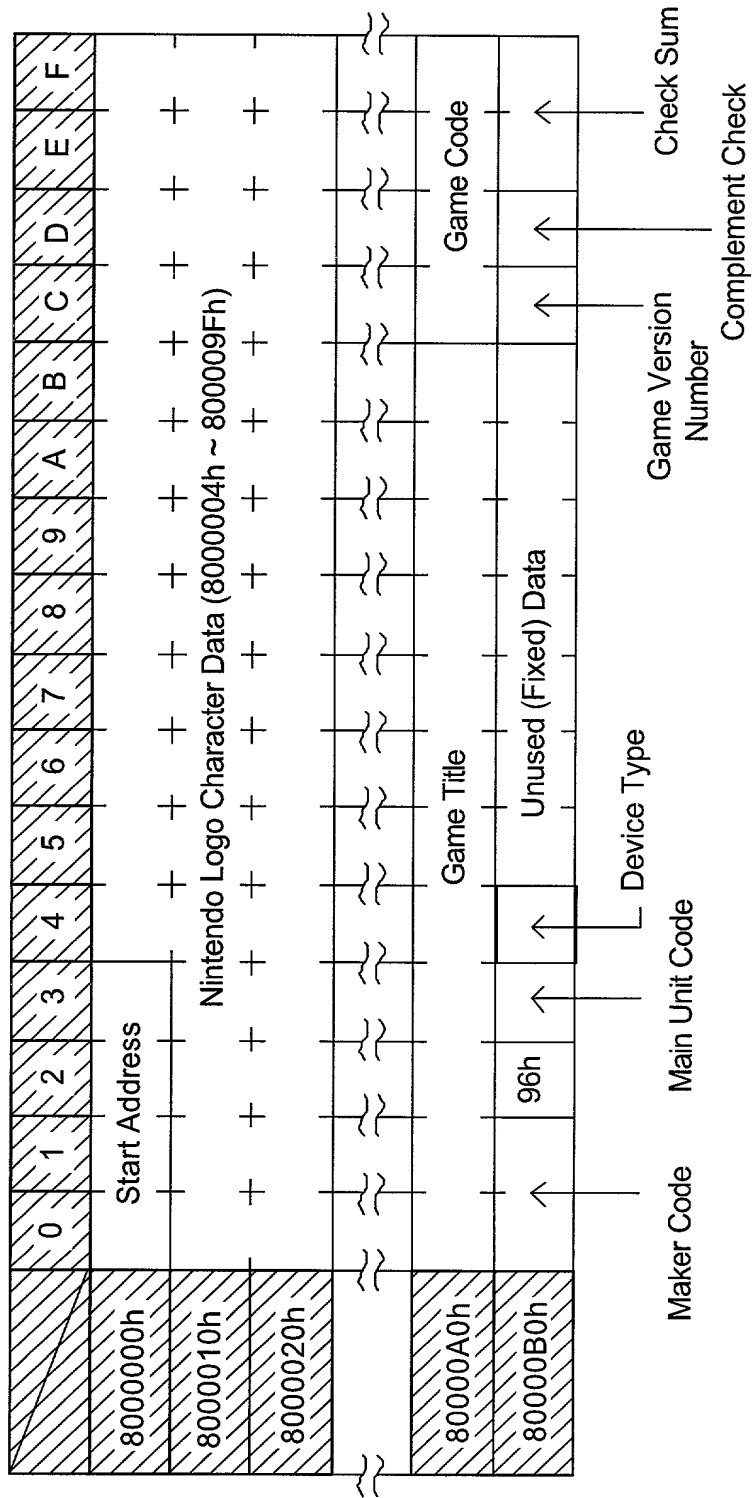 0 1 2 3 4 5 6 7 8 9 A B C D E F
8000000h
Start Address
8000010h
Nintendo Logo Character Data (8000004h ~ 800009Fh)
8000020h
80000A0h
Game Title
Game Code
80000B0h
96h
Unused (Fixed) Data
Maker Code
Main Unit Code
Device Type
Game Version
Number
Complement Check
Check Sum